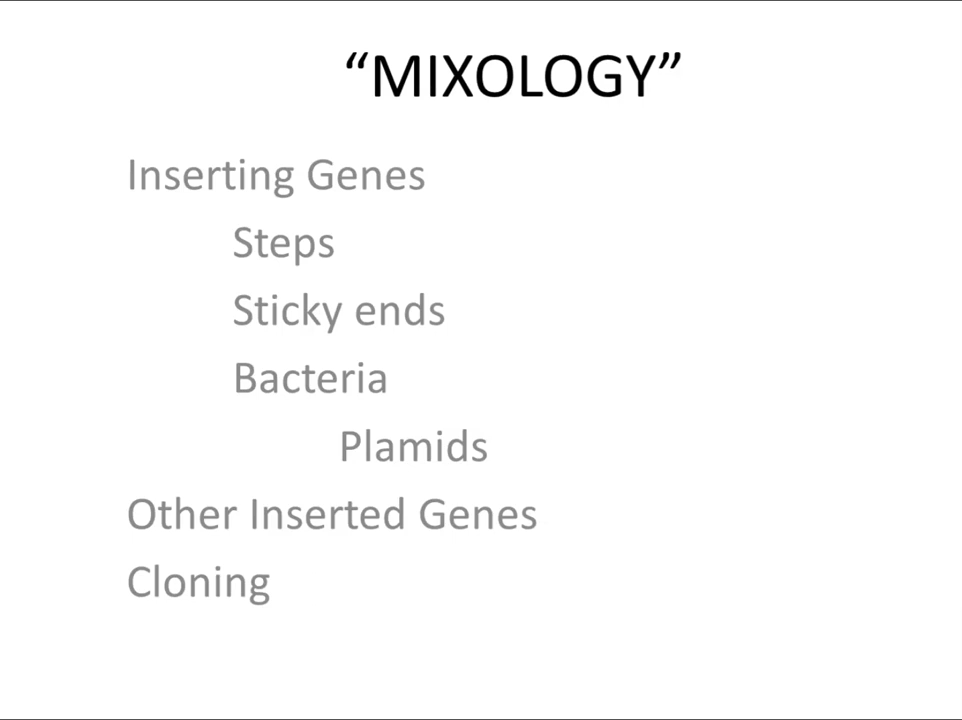 “MIXOLOGY”
Inserting Genes
Steps
Sticky ends
Bacteria
Plamids
Other Inserted Genes
Cloning